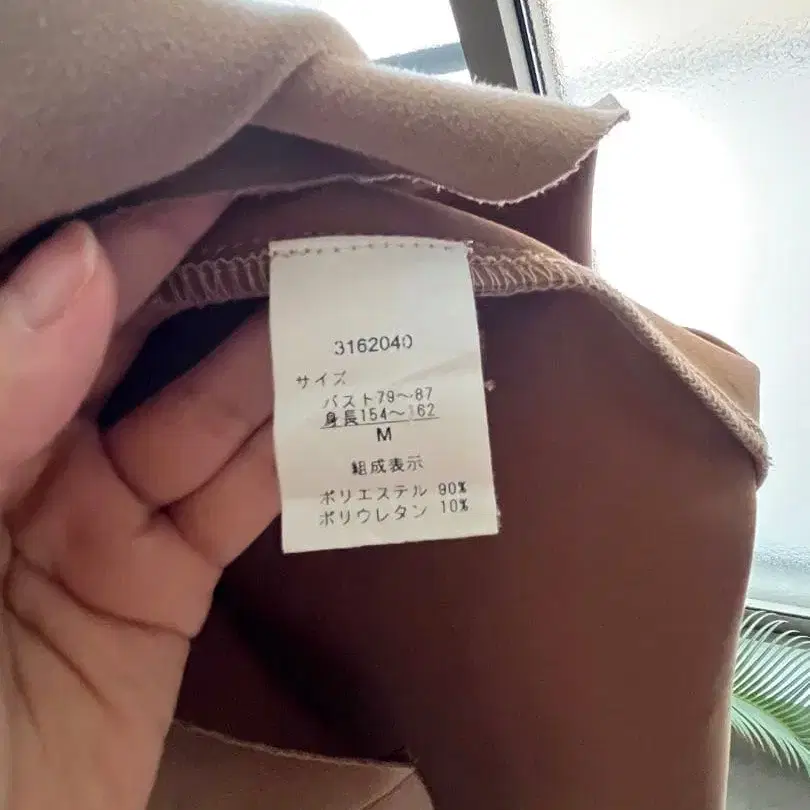 3162040
サイズ
バスト79〜87
身長154〜162
M
組成表示
ポリエステル 90%
ポリウレタン 10%